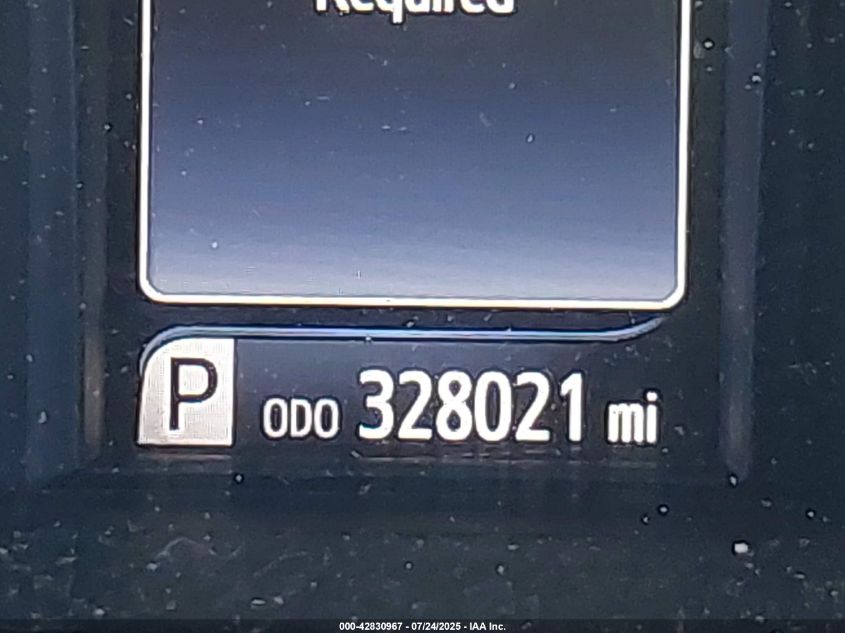 Required
P
ODO 328021 mi
000-42830967 - 07/24/2025 - IAA Inc.